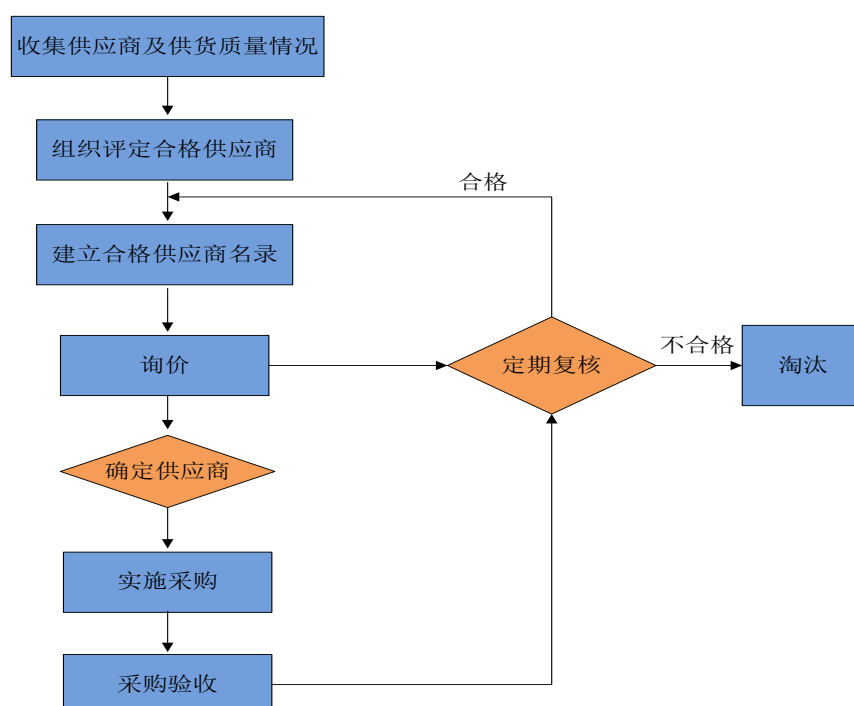 收集供应商及供货质量情况
组织评定合格供应商
合格
建立合格供应商名录
询价
定期复核
不合格
淘汰
确定供应商
实施采购
采购验收